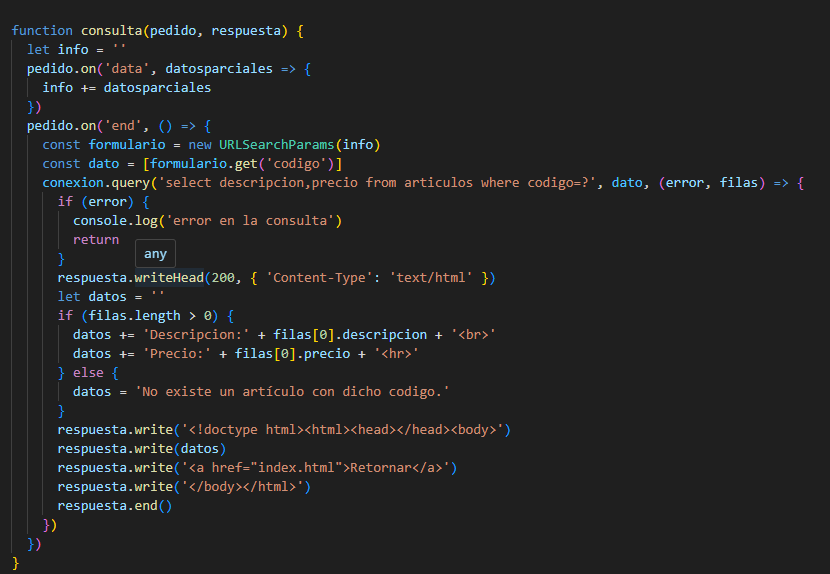 function consulta(pedido, respuesta) {
let info = ''
pedido.on('data', datosparciales => {
info += datosparciales
})
pedido.on('end', () => {
const formulario = new URLSearchParams(info)
const dato = [formulario.get('codigo')]
conexion.query('select descripcion,precio from articulos where codigo=?', dato, (error, filas) => {
if (error) {
console.log('error en la consulta')
return
any
}
respuesta.writeHead(200, { 'Content-Type': 'text/html' })
let datos = ''
if (filas.length > 0) {
datos += 'Descripcion:' + filas[0].descripcion + '<br>'
datos += 'Precio:' + filas[0].precio + '<hr>'
} else {
datos = 'No existe un artículo con dicho codigo.'
}
respuesta.write('<!doctype html><html><head></head><body>')
respuesta.write(datos)
respuesta.write('<a href="index.html">Retornar</a>')
respuesta.write('</body></html>')
respuesta.end()
})
})
}